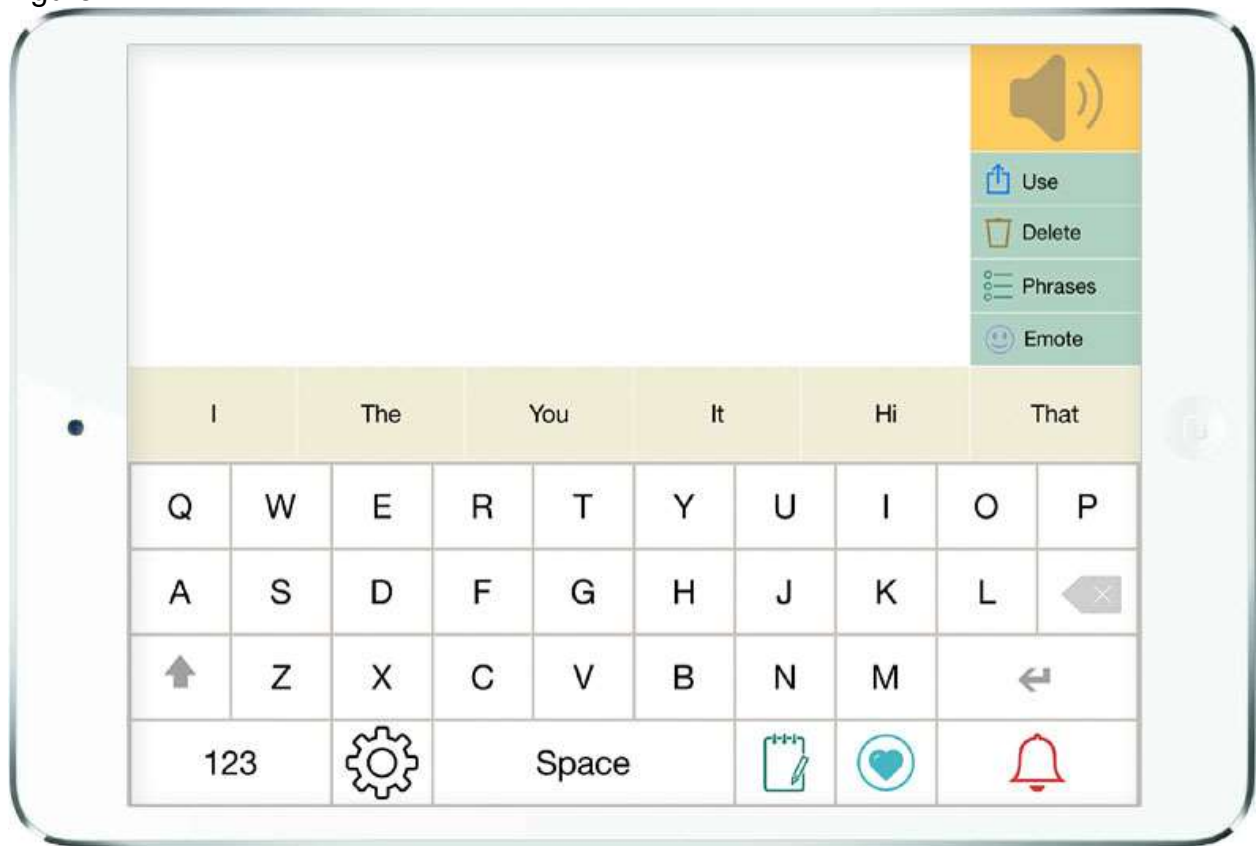 Use
Delete
Phrases
Emote
I The You It Hi That
Q W E R T Y U I O P
A S D F G H J K L
Z X C V B N M
123 Space